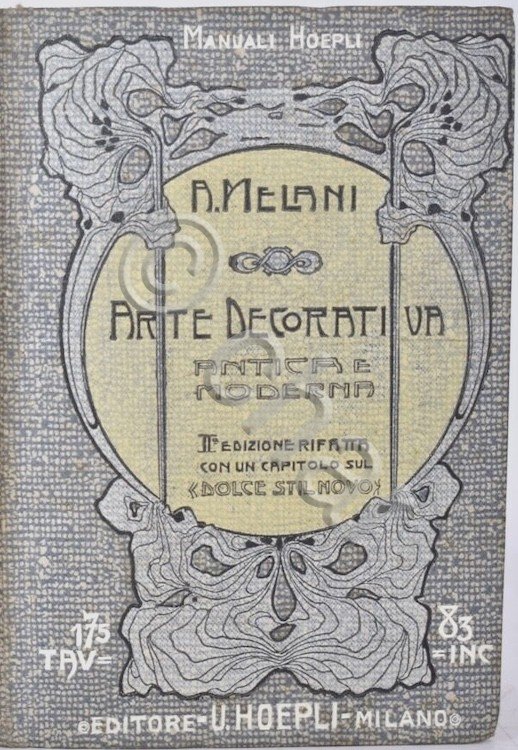 MANUALI HOEPLI
A. MELANI
ARTE DECORATIVA
ANTICA E
MODERNA
IIª EDIZIONE RIFATTA
CON UN CAPITOLO SUL
«DOLCE STIL NOVO»
175 83
TAV= =INC
EDITORE=U.HOEPLI-MILANO